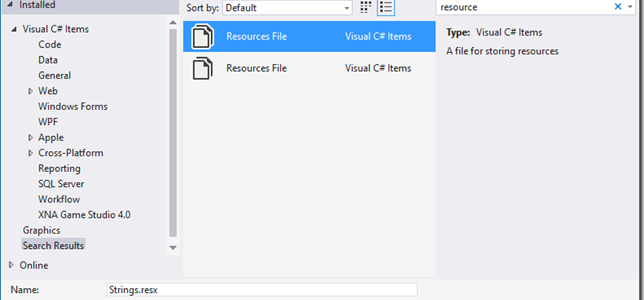 Installed
Sort by: Default
resource
Visual C# Items
Code
Data
General
Web
Windows Forms
WPF
Apple
Cross-Platform
Reporting
SQL Server
Workflow
XNA Game Studio 4.0
Graphics
Search Results
Online
Resources File Visual C# Items
Resources File Visual C# Items
Type: Visual C# Items
A file for storing resources
Name: Strings.resx